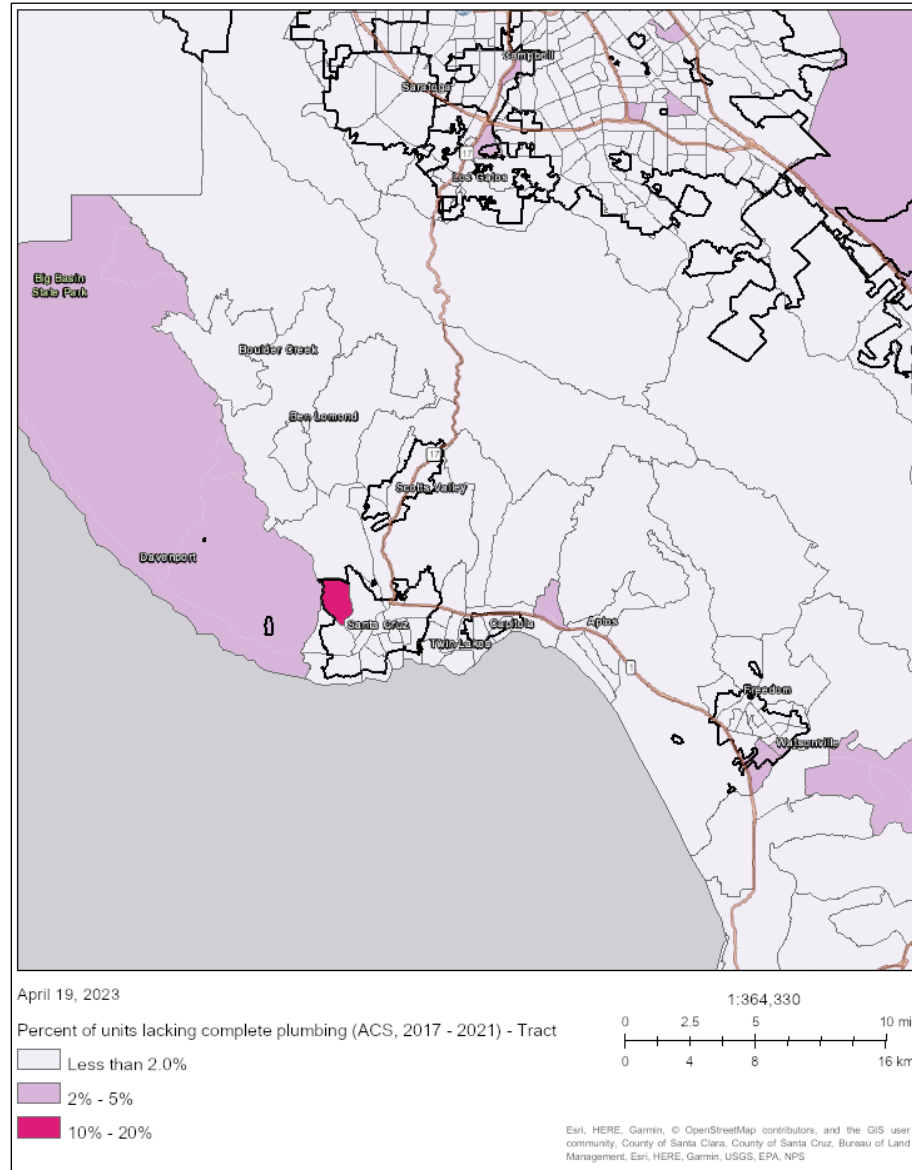 Campbell
Saratoga
17
Los Gatos
Big Basin
State Park
Boulder Creek
Ben Lomond
17
Scotts Valley
Davenport
Santa Cruz
Capitola
Aptos
Twin Lakes
1
Freedom
Watsonville
April 19, 2023
1:364,330
Percent of units lacking complete plumbing (ACS, 2017 - 2021) - Tract
0 2.5 5 10 mi
0 4 8 16 km
Less than 2.0%
2% - 5%
10% - 20%
Esri, HERE, Garmin, © OpenStreetMap contributors, and the GIS user
community, County of Santa Clara, County of Santa Cruz, Bureau of Land
Management, Esri, HERE, Garmin, USGS, EPA, NPS